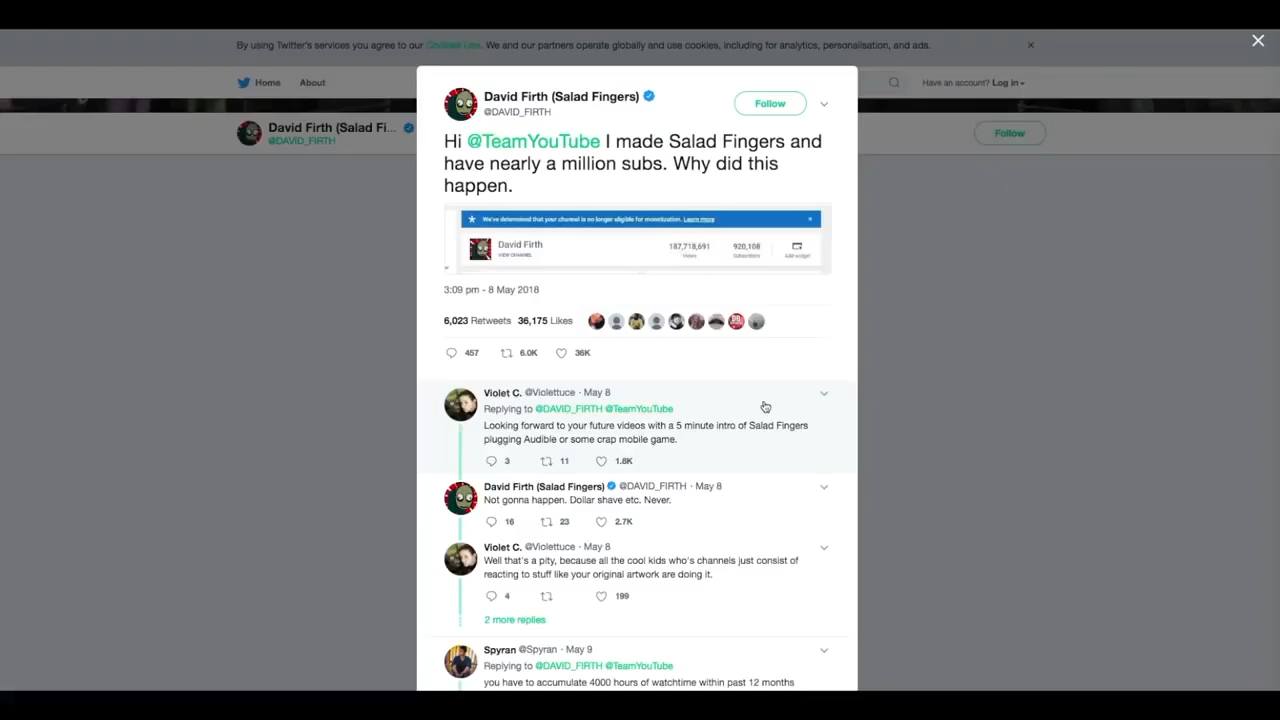 By using Twitter's services you agree to our Cookies Use. We and our partners operate globally and use cookies, including for analytics, personalisation, and ads.
Home About
Have an account? Log in
David Firth (Salad Fi...
@DAVID_FIRTH
Follow
David Firth (Salad Fingers)
@DAVID_FIRTH
Follow
Hi @TeamYouTube I made Salad Fingers and
have nearly a million subs. Why did this
happen.
We've determined that your channel is no longer eligible for monetization. Learn more
David Firth
VIEW CHANNEL
187,718,691
Views
920,108
Subscribers
Add widget
3:09 pm - 8 May 2018
6,023 Retweets 36,175 Likes
457 6.0K 36K
Violet C. @Violettuce · May 8
Replying to @DAVID_FIRTH @TeamYouTube
Looking forward to your future videos with a 5 minute intro of Salad Fingers
plugging Audible or some crap mobile game.
3 11 1.8K
David Firth (Salad Fingers) @DAVID_FIRTH · May 8
Not gonna happen. Dollar shave etc. Never.
16 23 2.7K
Violet C. @Violettuce · May 8
Well that's a pity, because all the cool kids who's channels just consist of
reacting to stuff like your original artwork are doing it.
4 199
2 more replies
Spyran @Spyran · May 9
Replying to @DAVID_FIRTH @TeamYouTube
you have to accumulate 4000 hours of watchtime within past 12 months